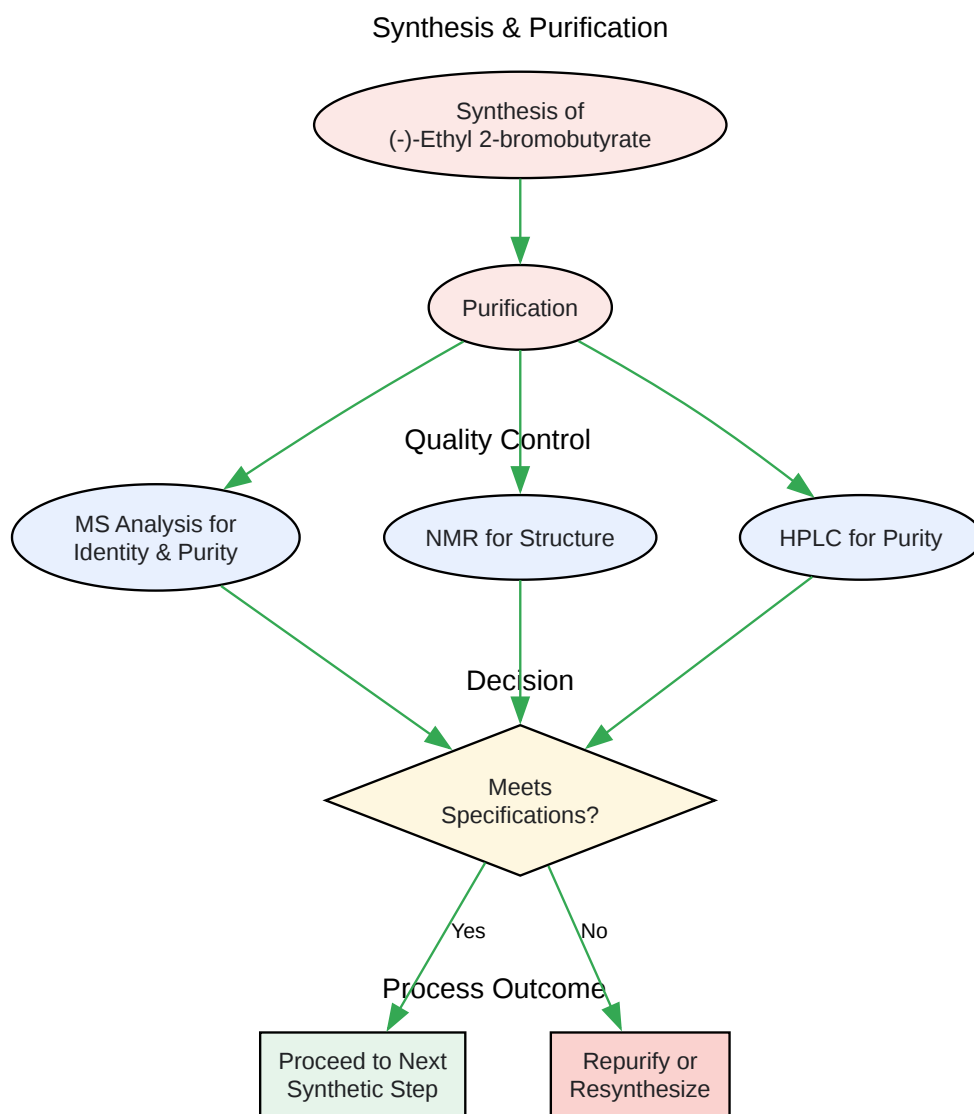 Synthesis & Purification
Synthesis of
(-)-Ethyl 2-bromobutyrate
Purification
Quality Control
MS Analysis for
Identity & Purity
NMR for Structure
HPLC for Purity
Decision
Meets
Specifications?
Yes
No
Process Outcome
Proceed to Next
Synthetic Step
Repurify or
Resynthesize